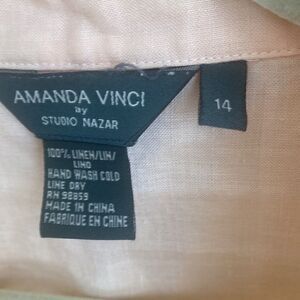 AMANDA VINCI
by
STUDIO NAZAR
14
100% LINEN/LIN/
LINO
HAND WASH COLD
LINE DRY
RN 98859
MADE IN CHINA
FABRIQUE EN CHINE